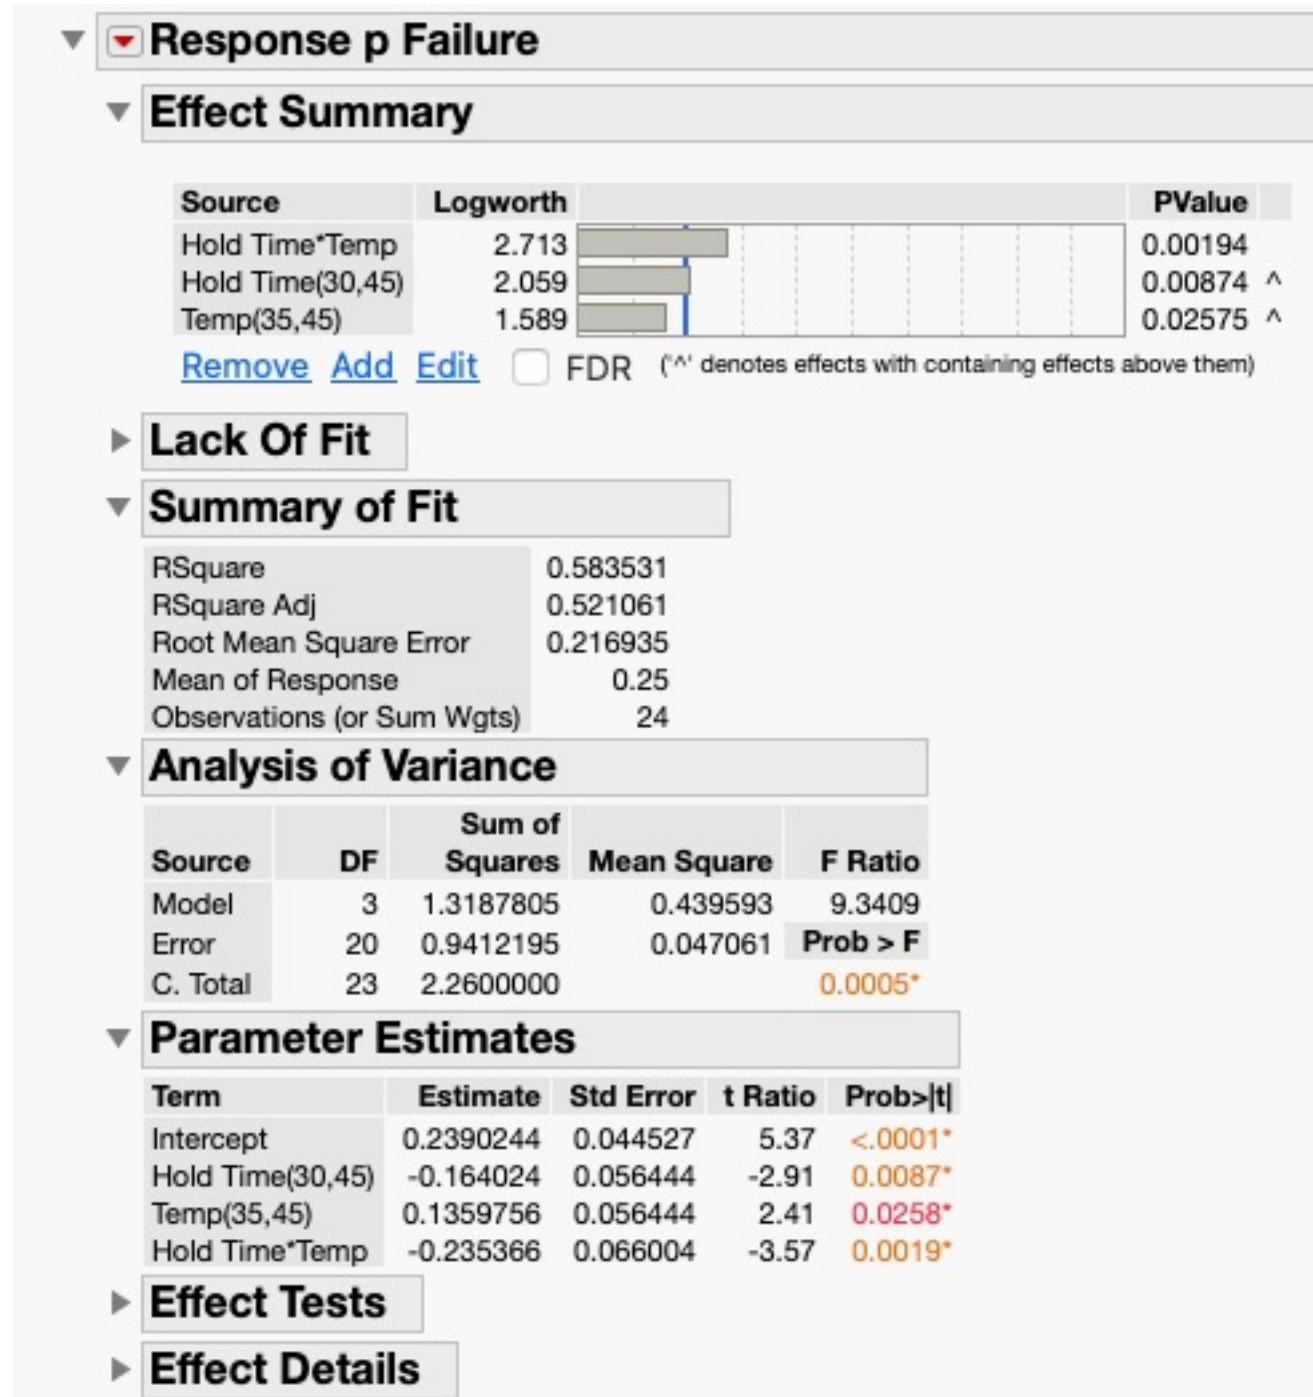 Response p Failure
Effect Summary
Source Logworth PValue
Hold Time*Temp 2.713 0.00194
Hold Time(30,45) 2.059 0.00874 ^
Temp(35,45) 1.589 0.02575 ^
Remove Add Edit FDR ('^' denotes effects with containing effects above them)
Lack Of Fit
Summary of Fit
RSquare 0.583531
RSquare Adj 0.521061
Root Mean Square Error 0.216935
Mean of Response 0.25
Observations (or Sum Wgts) 24
Analysis of Variance
Sum of
Source DF Squares Mean Square F Ratio
Model 3 1.3187805 0.439593 9.3409
Error 20 0.9412195 0.047061 Prob > F
C. Total 23 2.2600000 0.0005*
Parameter Estimates
Term Estimate Std Error t Ratio Prob>|t|
Intercept 0.2390244 0.044527 5.37 <.0001*
Hold Time(30,45) -0.164024 0.056444 -2.91 0.0087*
Temp(35,45) 0.1359756 0.056444 2.41 0.0258*
Hold Time*Temp -0.235366 0.066004 -3.57 0.0019*
Effect Tests
Effect Details